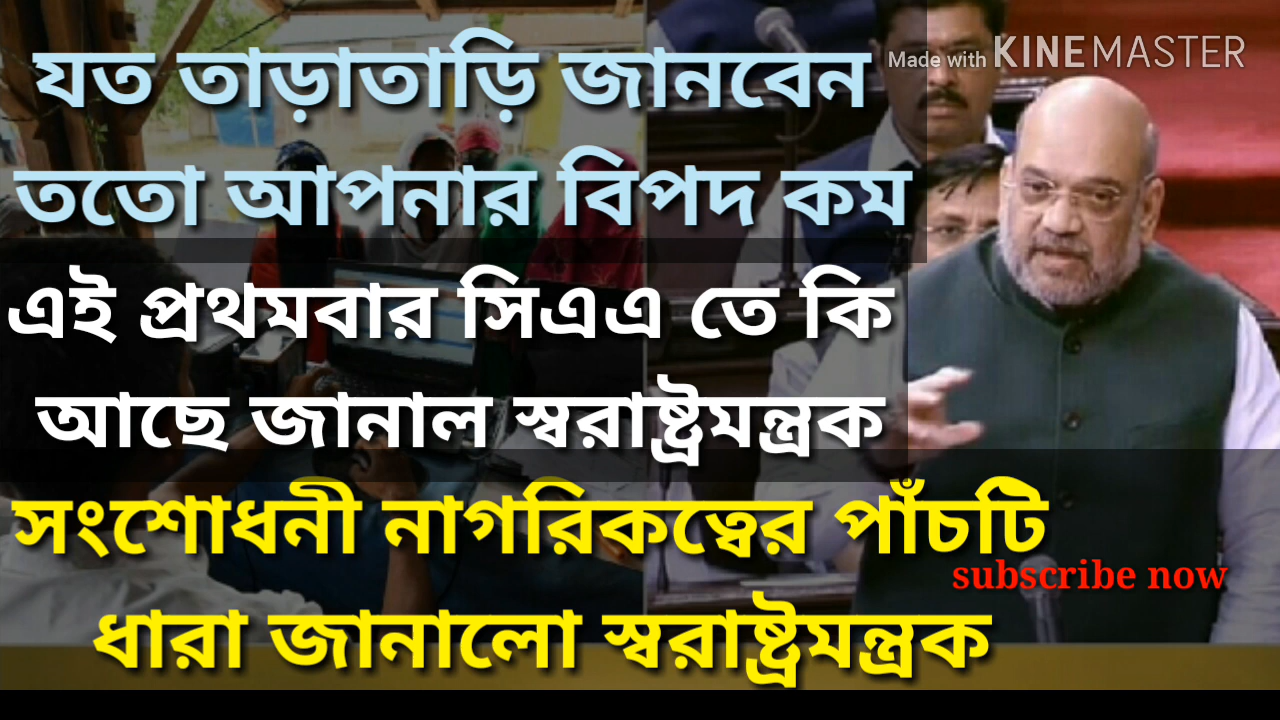 Made with KINEMASTER
যত তাড়াতাড়ি জানবেন
ততো আপনার বিপদ কম
এই প্রথমবার সিএএ তে কি
আছে জানাল স্বরাষ্ট্রমন্ত্রক
সংশোধনী নাগরিকত্বের পাঁচটি
subscribe now
ধারা জানালো স্বরাষ্ট্রমন্ত্রক